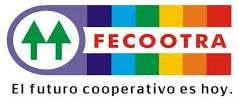 FECOOTRA
El futuro cooperativo es hoy.